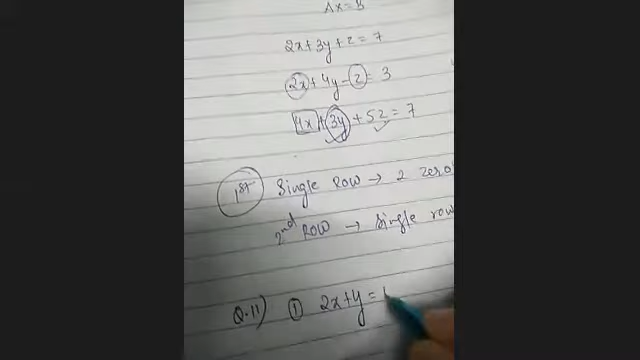 AX = B
2x + 3y + z = 7
2x + 4y - z = 3
4x + 3y + 5z = 7
1st Single Row → 2 zero
2nd Row → single row
Q.11) ① 2x + y =